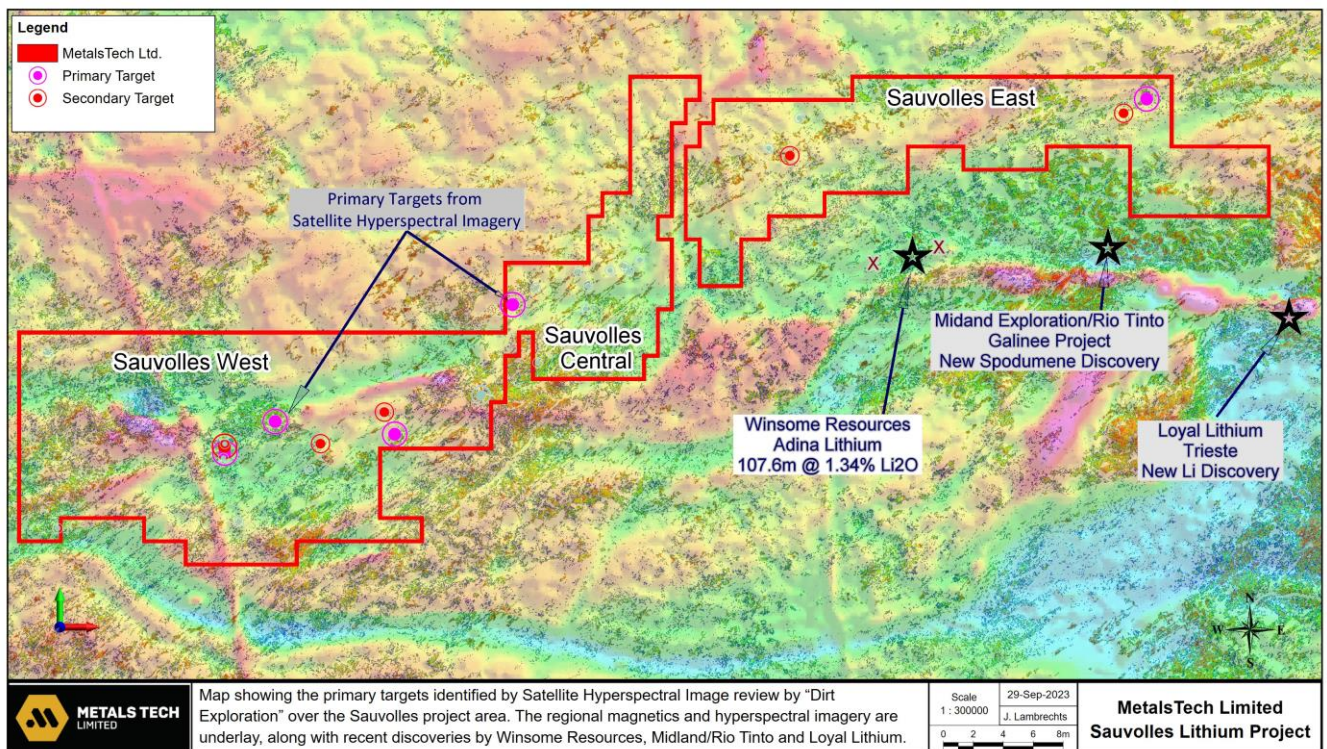 Legend
MetalsTech Ltd.
Primary Target
Secondary Target
Sauvolles East
Primary Targets from
Satellite Hyperspectral Imagery
X
X
Sauvolles West
Sauvolles
Central
Midand Exploration/Rio Tinto
Galinee Project
New Spodumene Discovery
Winsome Resources
Adina Lithium
107.6m @ 1.34% Li2O
Loyal Lithium
Trieste
New Li Discovery
N
W E
S
METALS TECH
LIMITED
Map showing the primary targets identified by Satellite Hyperspectral Image review by “Dirt
Exploration” over the Sauvolles project area. The regional magnetics and hyperspectral imagery are
underlay, along with recent discoveries by Winsome Resources, Midland/Rio Tinto and Loyal Lithium.
Scale
1 : 300000
29-Sep-2023
J. Lambrechts
0 2 4 6 8m
MetalsTech Limited
Sauvolles Lithium Project